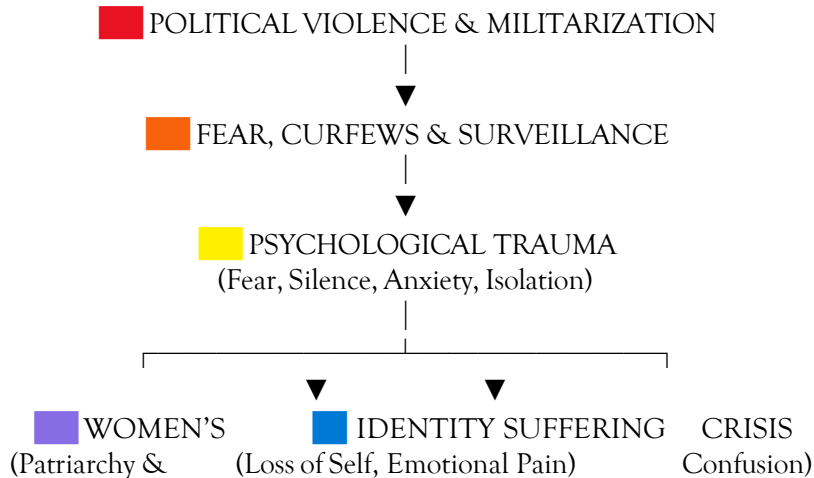 POLITICAL VIOLENCE & MILITARIZATION
FEAR, CURFEWS & SURVEILLANCE
PSYCHOLOGICAL TRAUMA
(Fear, Silence, Anxiety, Isolation)
WOMEN'S IDENTITY SUFFERING CRISIS
(Patriarchy & (Loss of Self, Emotional Pain) Confusion)